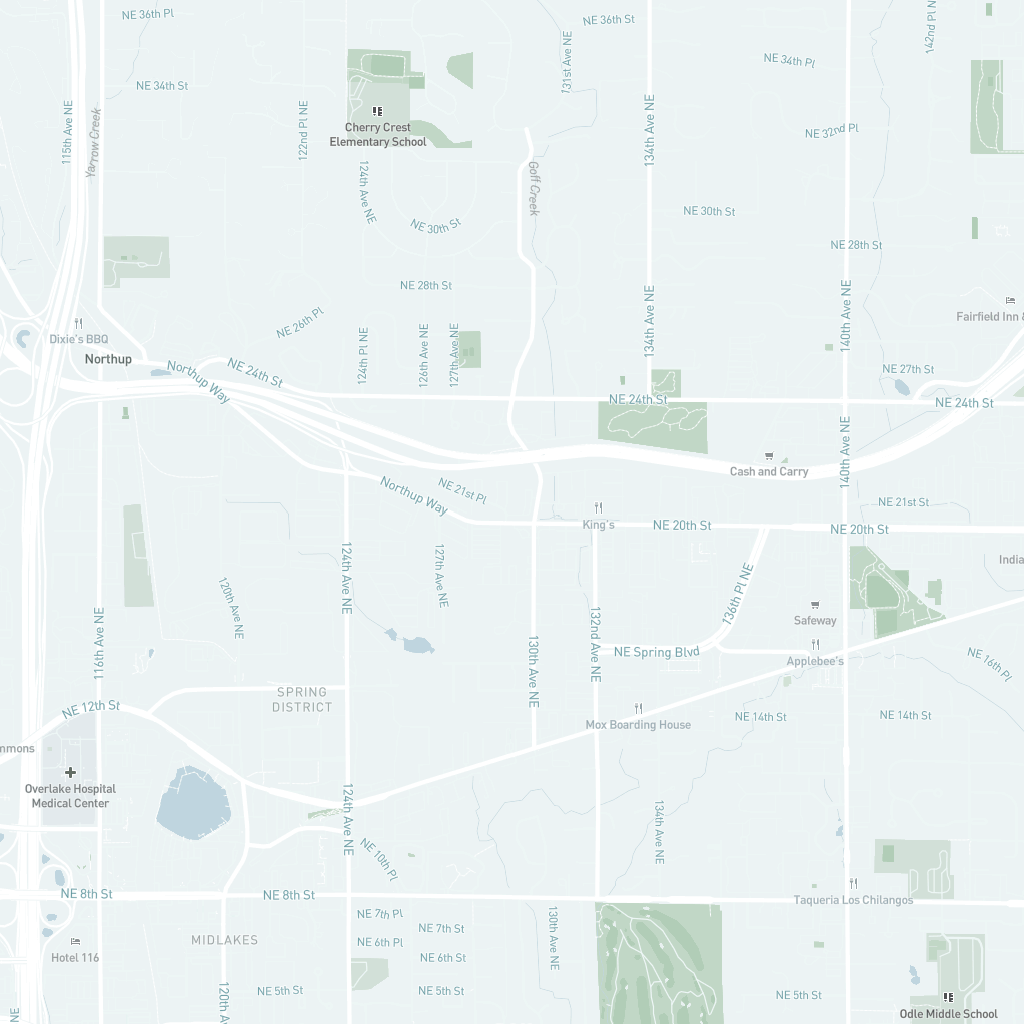 NE 36th Pl
NE 36th St
142nd Pl N
131st Ave NE
NE 34th Pl
NE 34th St
115th Ave NE
Yarrow Creek
122nd Pl NE
Cherry Crest
Elementary School
134th Ave NE
NE 32nd Pl
124th Ave NE
Goff Creek
NE 30th St
NE 30th St
NE 28th St
NE 28th St
140th Ave NE
134th Ave NE
Fairfield Inn &
NE 26th Pl
Dixie's BBQ
124th Pl NE
126th Ave NE
127th Ave NE
Northup
Northup Way
NE 24th St
NE 27th St
NE 24th St
NE 24th St
140th Ave NE
Cash and Carry
NE 21st Pl
Northup Way
NE 21st St
King's
NE 20th St
NE 20th St
India
124th Ave NE
127th Ave NE
120th Ave NE
136th Pl NE
116th Ave NE
132nd Ave NE
Safeway
130th Ave NE
NE Spring Blvd
Applebee's
NE 16th Pl
SPRING
DISTRICT
NE 12th St
Mox Boarding House
NE 14th St
NE 14th St
mmons
Overlake Hospital
Medical Center
124th Ave NE
134th Ave NE
NE 10th Pl
NE 8th St
NE 8th St
Taqueria Los Chilangos
NE 7th Pl
NE 7th St
130th Ave NE
MIDLAKES
NE 6th Pl
NE 6th St
Hotel 116
NE 5th St
NE 5th St
NE 5th St
120th A
NE
Odle Middle School